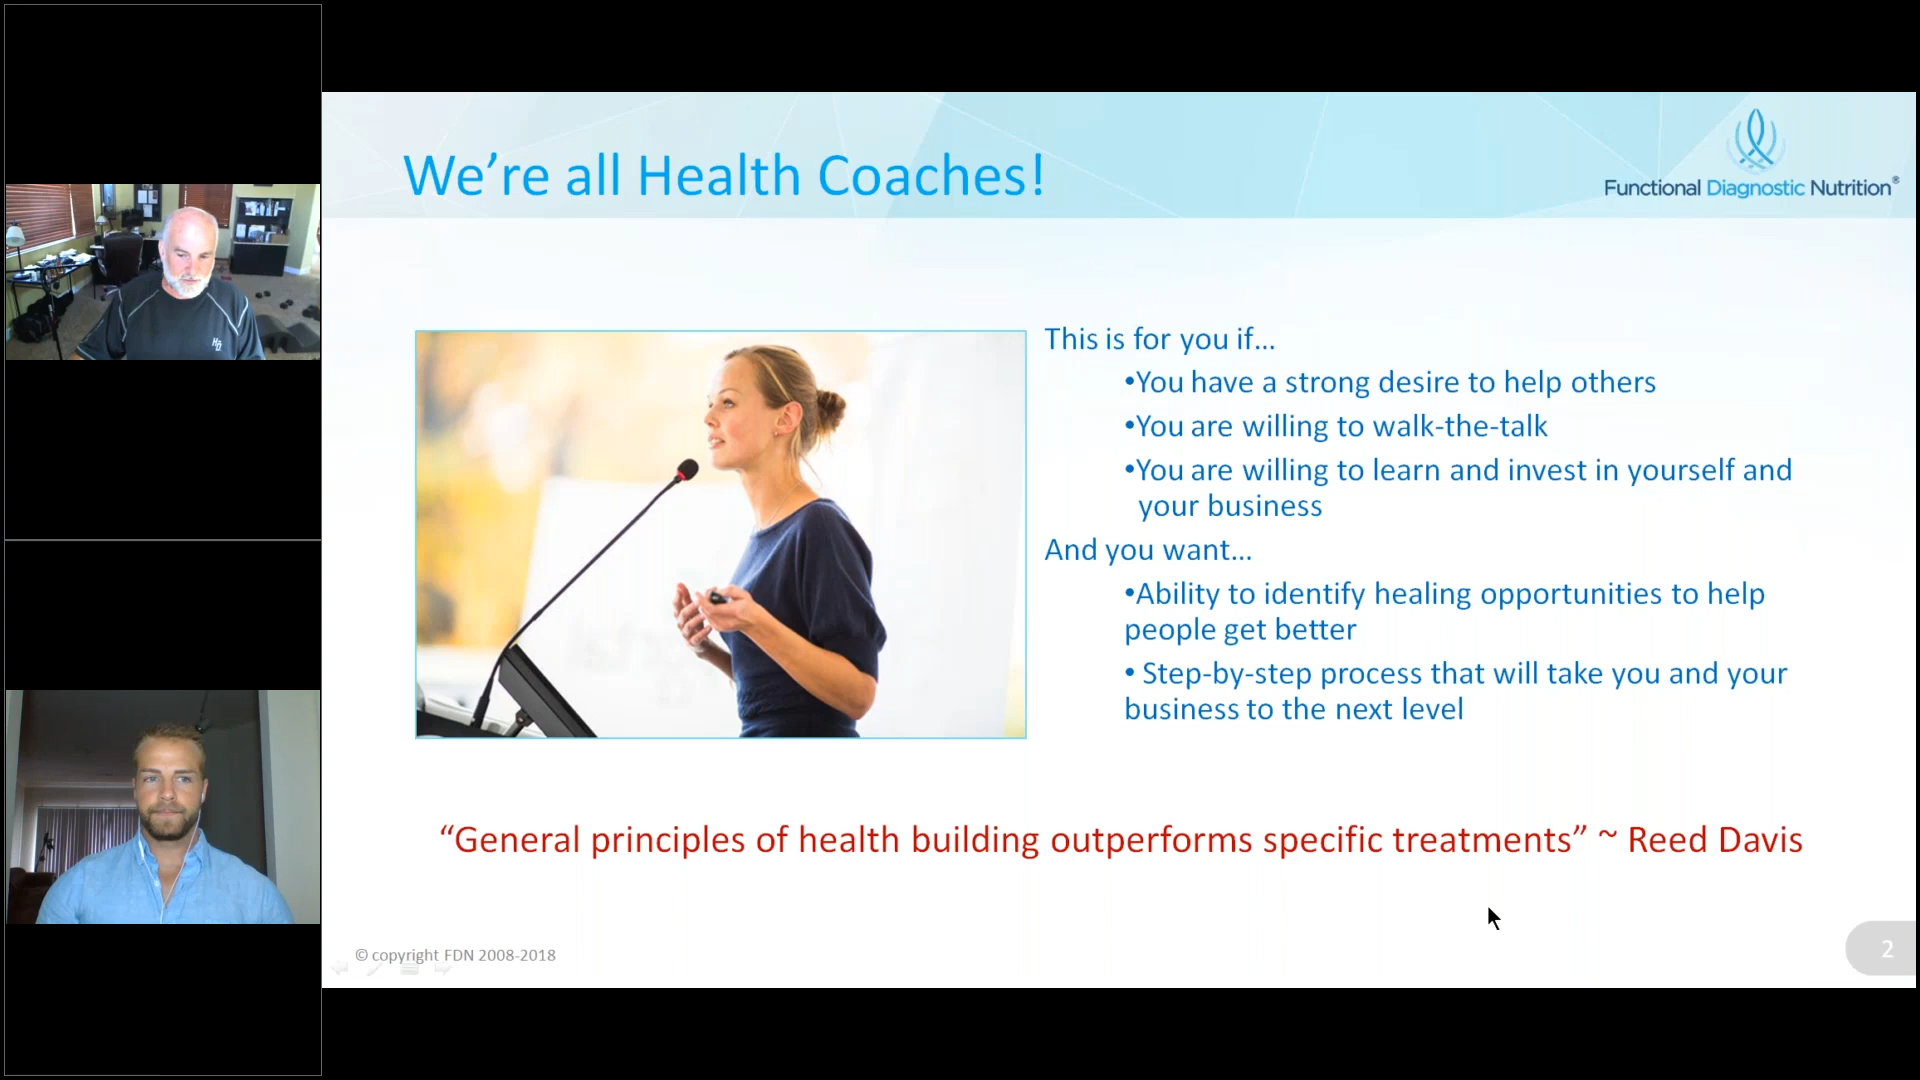 We’re all Health Coaches!
Functional Diagnostic Nutrition®
This is for you if...
•You have a strong desire to help others
•You are willing to walk-the-talk
•You are willing to learn and invest in yourself and
your business
And you want...
•Ability to identify healing opportunities to help
people get better
• Step-by-step process that will take you and your
business to the next level
“General principles of health building outperforms specific treatments” ~ Reed Davis
© copyright FDN 2008-2018
2